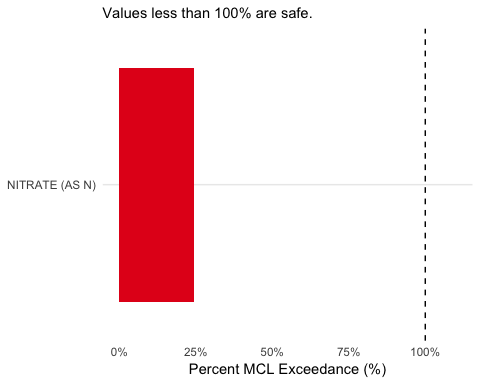 Values less than 100% are safe.
NITRATE (AS N)
0% 25% 50% 75% 100%
Percent MCL Exceedance (%)